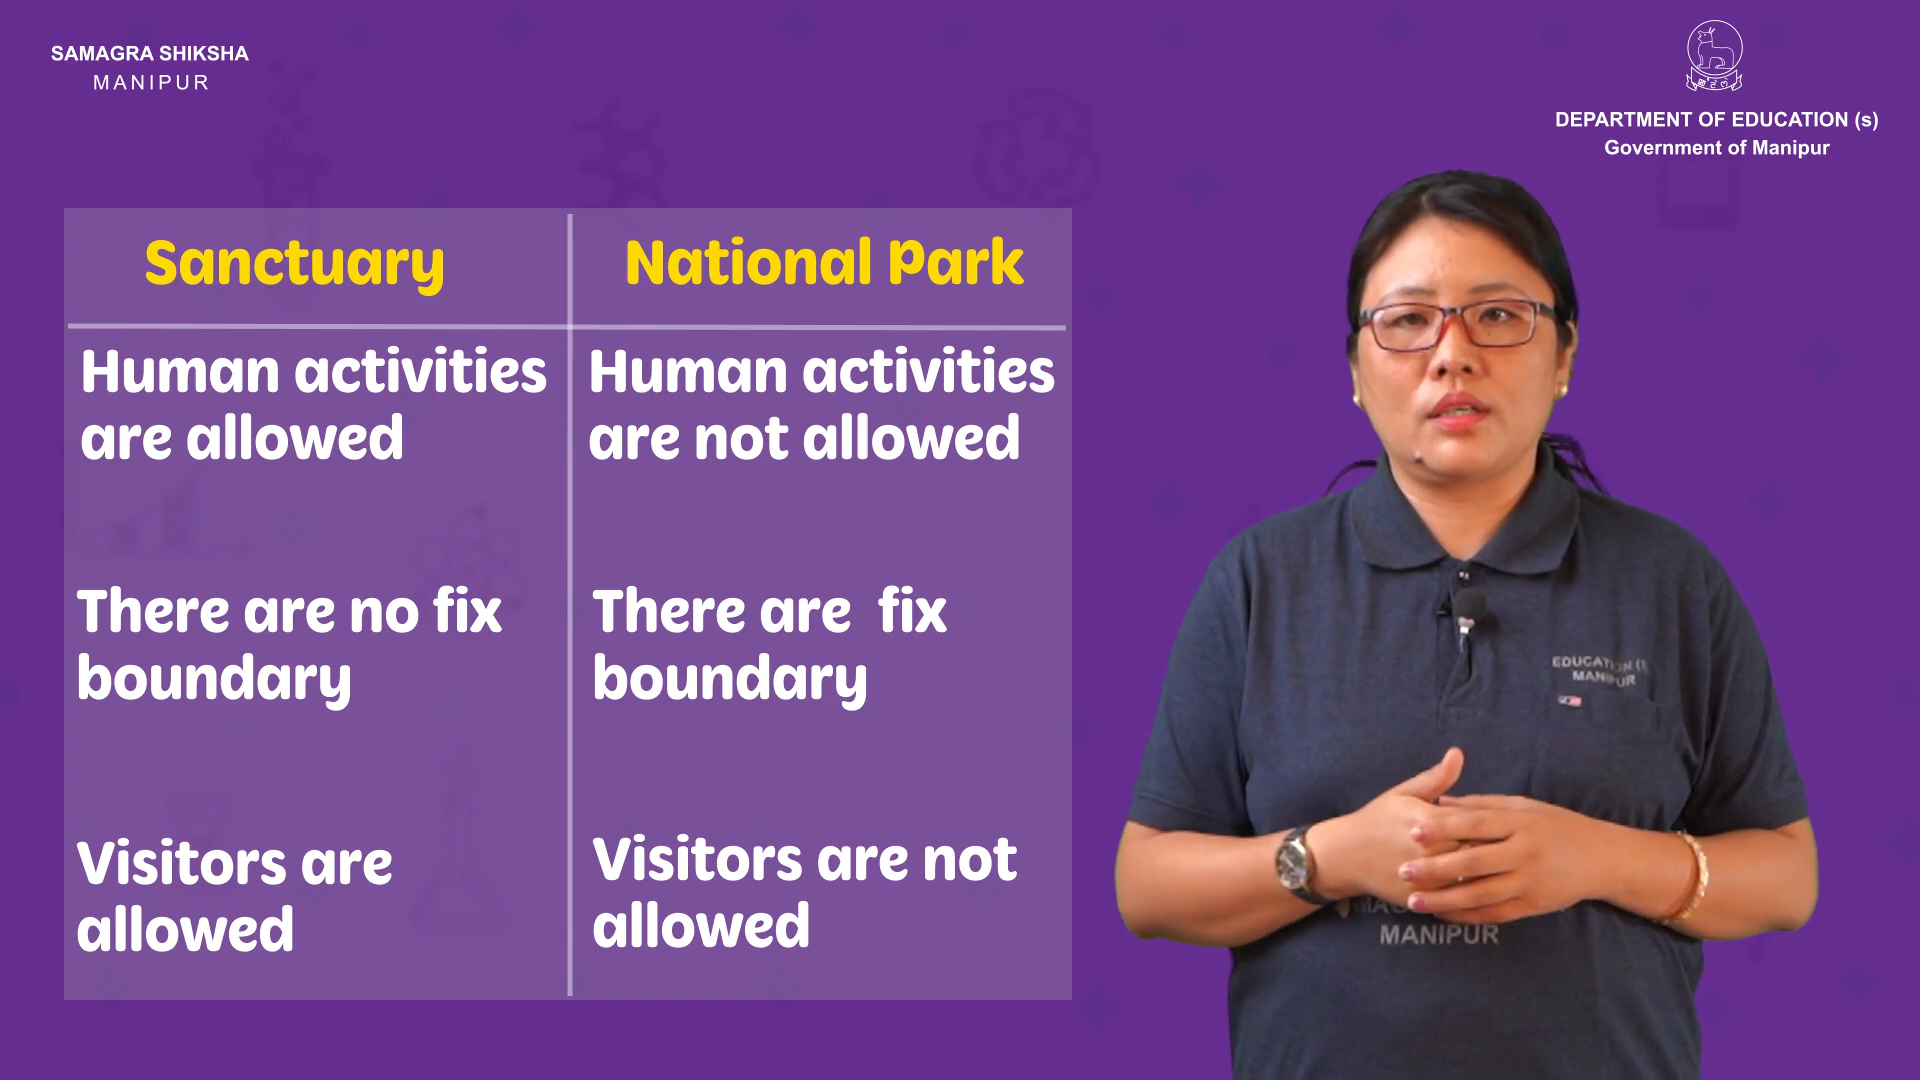 SAMAGRA SHIKSHA
MANIPUR
DEPARTMENT OF EDUCATION (s)
Government of Manipur
Sanctuary
National Park
Human activities
are allowed
Human activities
are not allowed
There are no fix
boundary
There are fix
boundary
Visitors are
allowed
Visitors are not
allowed
EDUCATION (
MANIPUR
MANIPUR